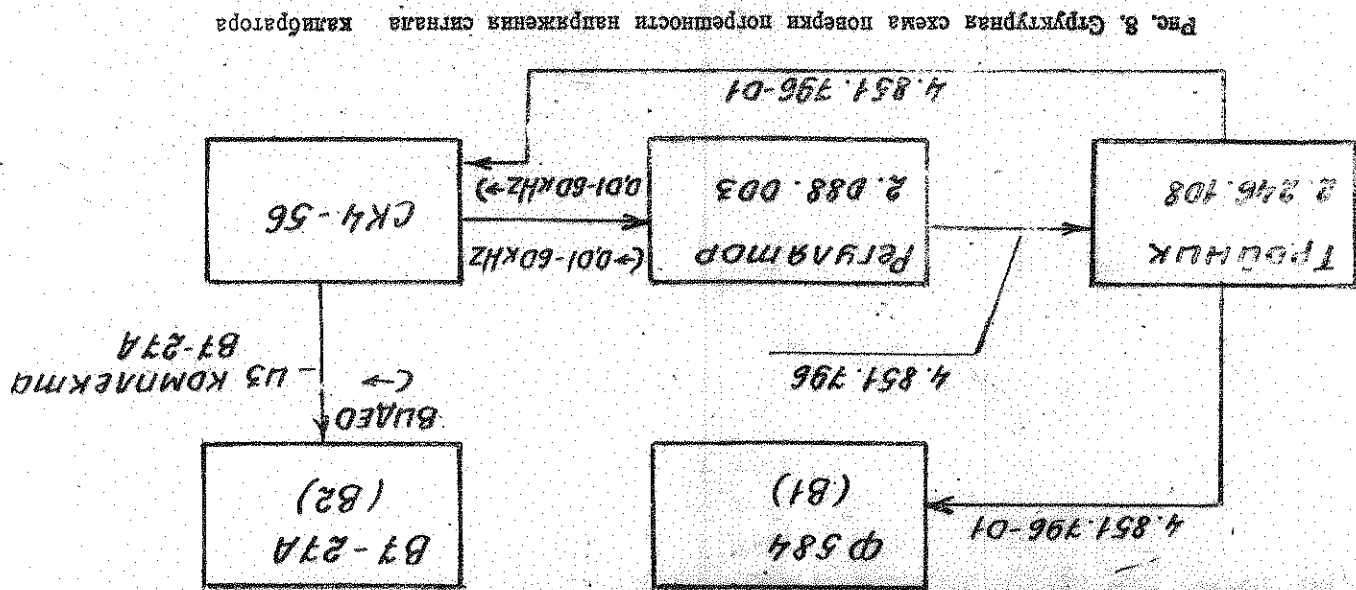 4.851.796-01
Ф584
(В1)
В7-27А
(В2)
4.851.796
ВИДЕО
(→
– из комплекта
В7-27А
Тройник
2.246.108
Регулятор
2.088.003
(→0,01-60кHz
0,01-60кHz→)
СК4-56
4.851.796-01
Рис. 8. Структурная схема поверки погрешности напряжения сигнала калибратора